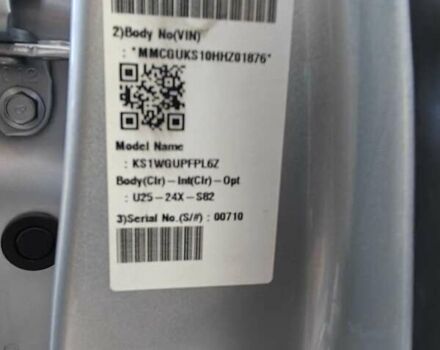 2)Body No(VIN)
: *MMCGUKS10HHZ01876*
Model Name
: KS1WGUPFPL6Z
Body(Clr)-Int(Clr)-Opt
: U25-24X-S82
3)Serial No.(S/#) : 00710